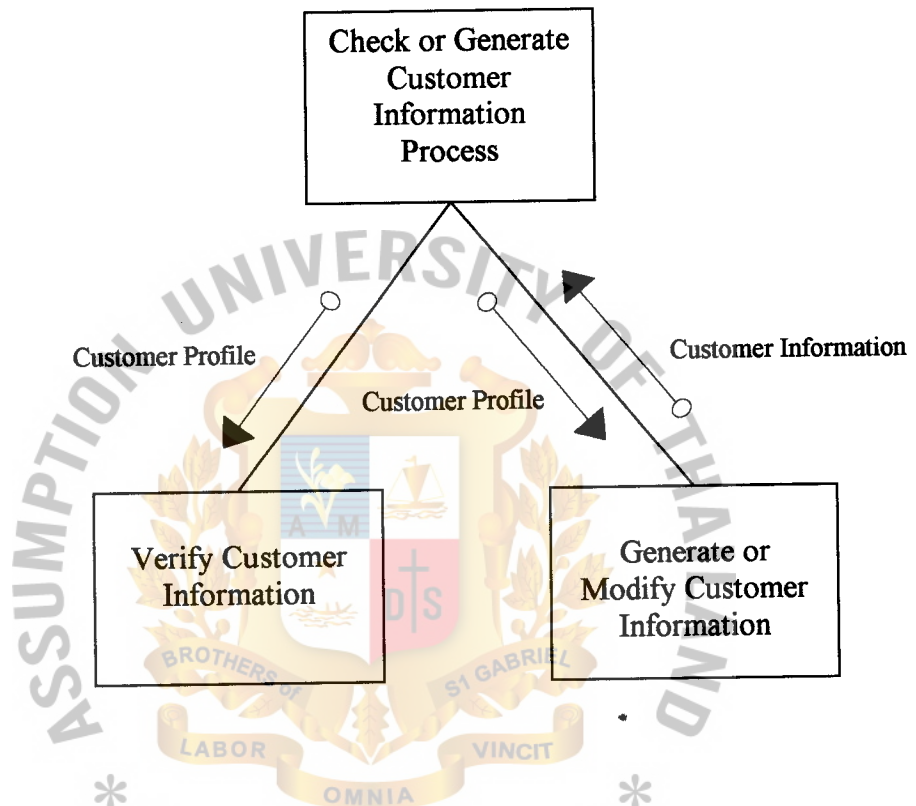 Check or Generate
Customer
Information
Process
ASSUMPTION UNIVERSITY OF THAILAND
Customer Profile
Customer Profile
Customer Information
Verify Customer
Information
Generate or
Modify Customer
Information
A M
D S
BROTHERS of
S1 GABRIEL
LABOR
VINCIT
OMNIA
* *